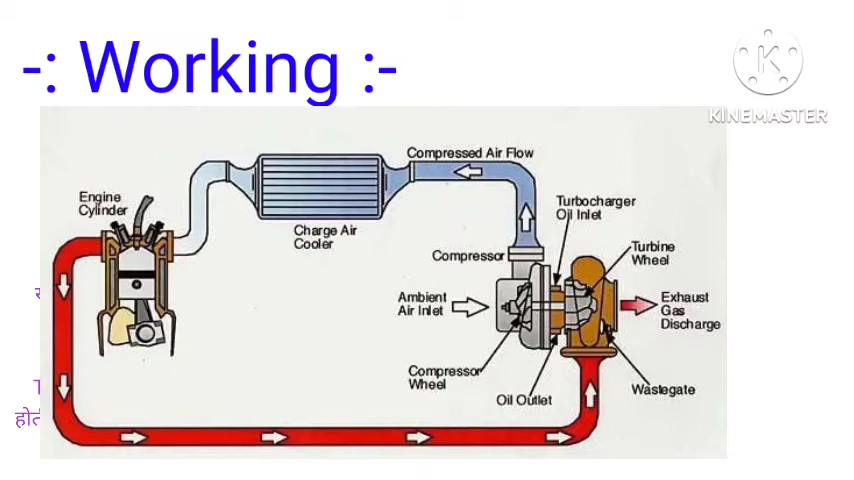 -: Working :-
KINEMASTER
Compressed Air Flow
Engine
Cylinder
Turbocharger
Oil Inlet
Charge Air
Cooler
Compressor
Turbine
Wheel
Ambient
Air Inlet
Exhaust
Gas
Discharge
Compressor
Wheel
Oil Outlet
Wastegate